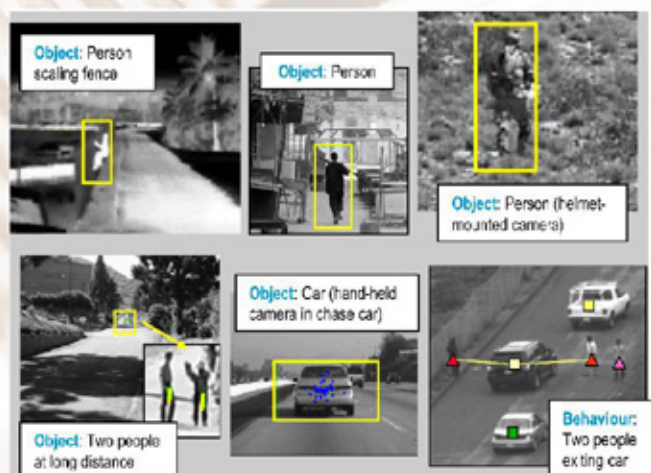 Object: Person
scaling fence
Object: Person
Object: Person (helmet-
mounted camera)
Object: Two people
at long distance
Object: Car (hand-held
camera in chase car)
Behaviour:
Two people
exiting car